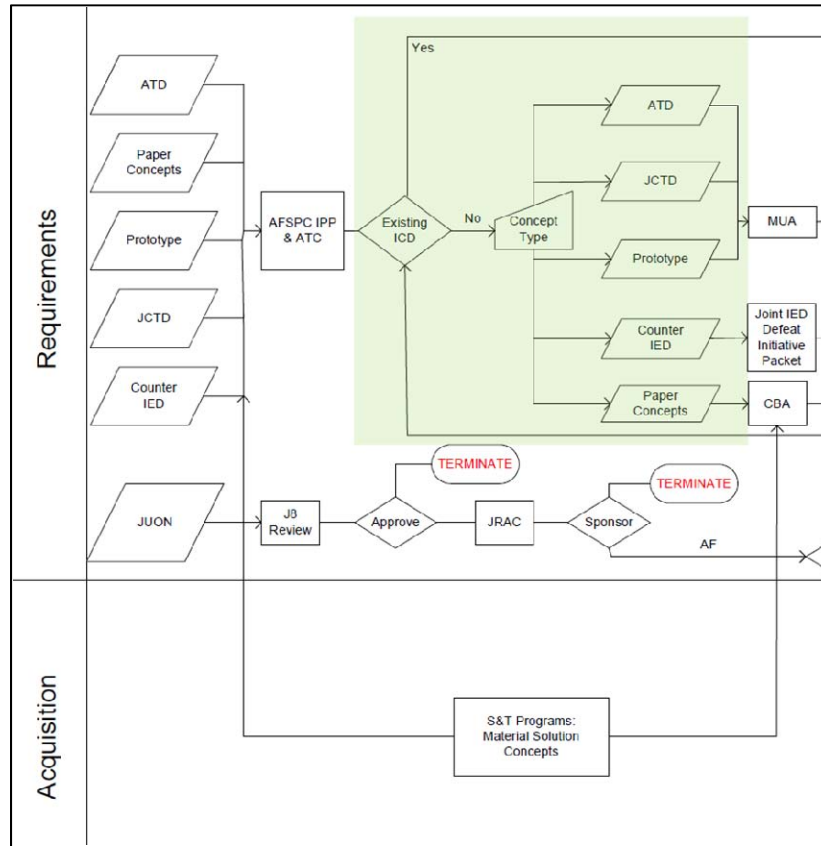 Requirements
ATD
Paper
Concepts
Prototype
JCTD
Counter
IED
JUON
AFSPC IPP
& ATC
Yes
Existing
ICD
No
Concept
Type
ATD
JCTD
Prototype
Counter
IED
Paper
Concepts
MUA
Joint IED
Defeat
Initiative
Packet
CBA
J8
Review
TERMINATE
Approve
JRAC
TERMINATE
Sponsor
AF
Acquisition
S&T Programs:
Material Solution
Concepts